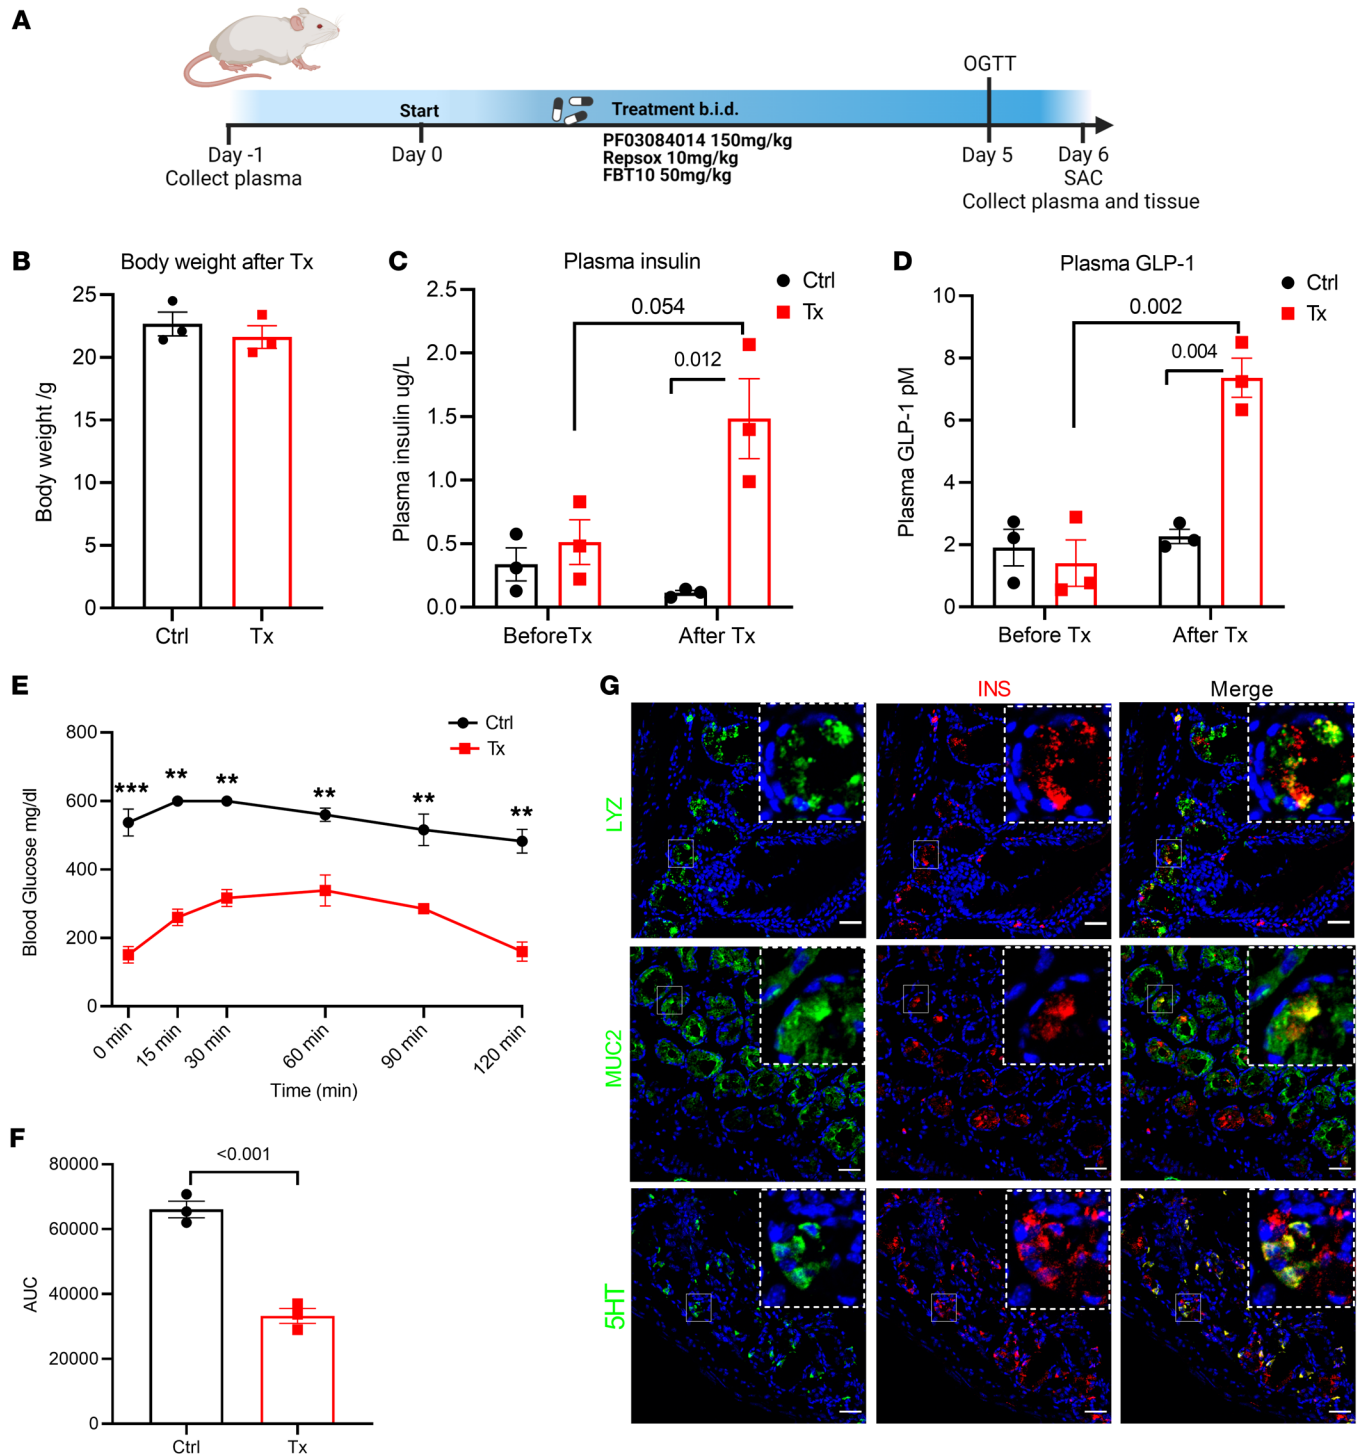 A
OGTT
Start
Treatment b.i.d.
PF03084014 150mg/kg
Repsox 10mg/kg
FBT10 50mg/kg
Day -1
Collect plasma
Day 0
Day 5
Day 6
SAC
Collect plasma and tissue
B
Body weight after Tx
Body weight /g
25
20
15
10
5
0
Ctrl
Tx
C
Plasma insulin
Ctrl
Tx
Plasma insulin ug/L
2.5
2.0
1.5
1.0
0.5
0.0
0.054
0.012
BeforeTx
After Tx
D
Plasma GLP-1
Ctrl
Tx
Plasma GLP-1 pM
10
8
6
4
2
0
0.002
0.004
Before Tx
After Tx
E
Ctrl
Tx
Blood Glucose mg/dl
800
600
400
200
0
***
**
**
**
**
**
0 min
15 min
30 min
60 min
90 min
120 min
Time (min)
F
<0.001
AUC
80000
60000
40000
20000
0
Ctrl
Tx
G
INS
Merge
LYZ
MUC2
5HT